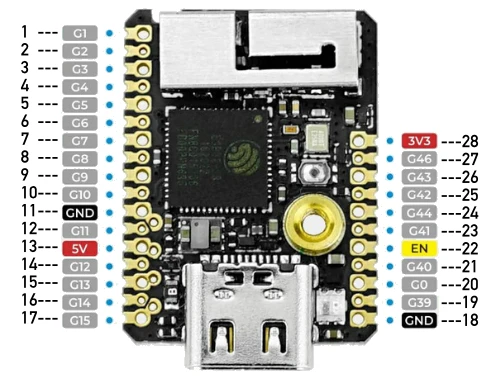 1 --- G1
2 --- G2
3 --- G3
4 --- G4
5 --- G5
6 --- G6
7 --- G7
8 --- G8
9 --- G9
10--- G10
11--- GND
12--- G11
13--- 5V
14--- G12
15--- G13
16--- G14
17--- G15
3V3 ---28
G46 ---27
G43 ---26
G42 ---25
G44 ---24
G41 ---23
EN ---22
G40 ---21
G0 ---20
G39 ---19
GND ---18
B